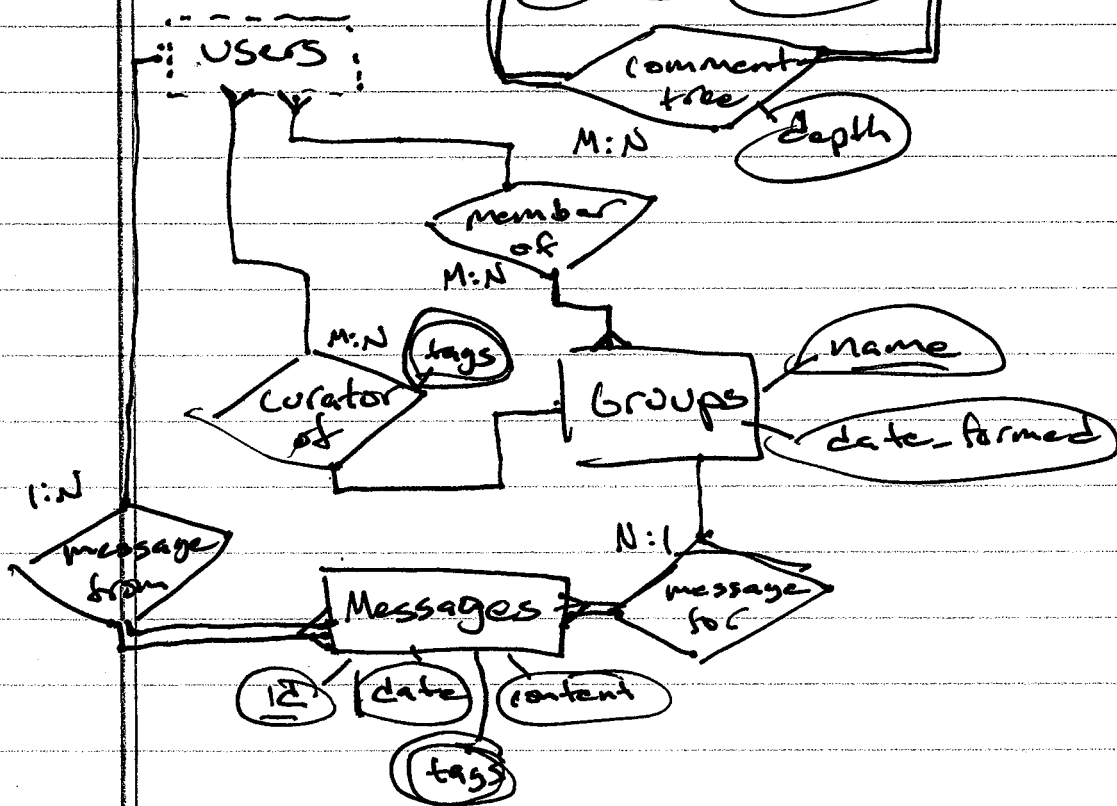 users
comment
tree
depth
M:N
member
of
M:N
M:N
tags
name
curator
of
Groups
date_formed
1:N
N:1
message
from
Messages
message
for
id
date
content
tags